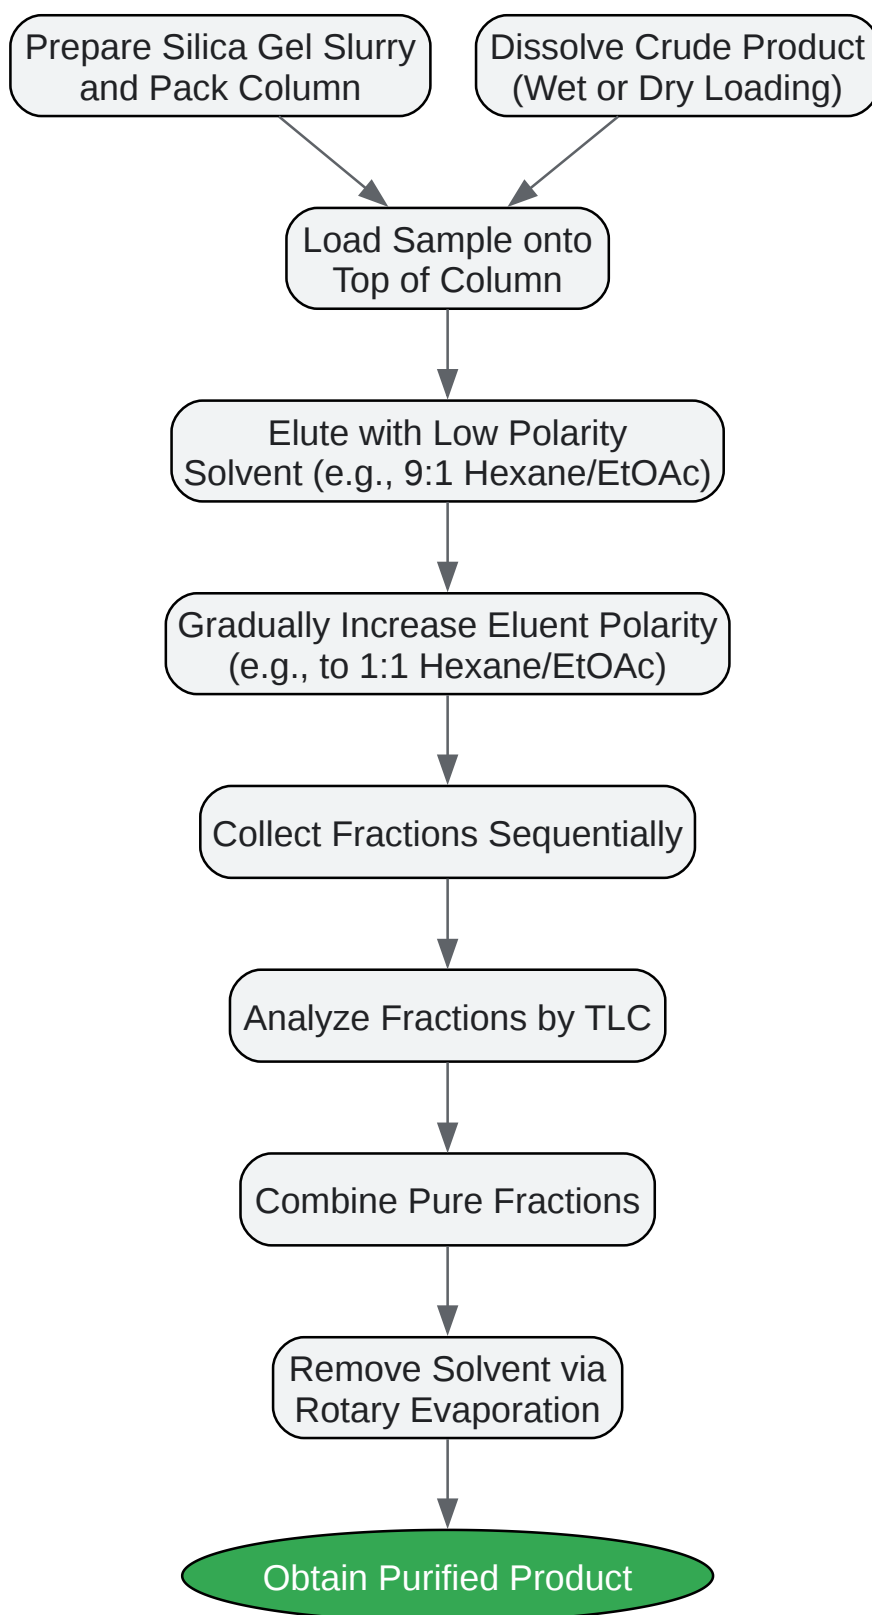 Prepare Silica Gel Slurry
and Pack Column
Dissolve Crude Product
(Wet or Dry Loading)
Load Sample onto
Top of Column
Elute with Low Polarity
Solvent (e.g., 9:1 Hexane/EtOAc)
Gradually Increase Eluent Polarity
(e.g., to 1:1 Hexane/EtOAc)
Collect Fractions Sequentially
Analyze Fractions by TLC
Combine Pure Fractions
Remove Solvent via
Rotary Evaporation
Obtain Purified Product